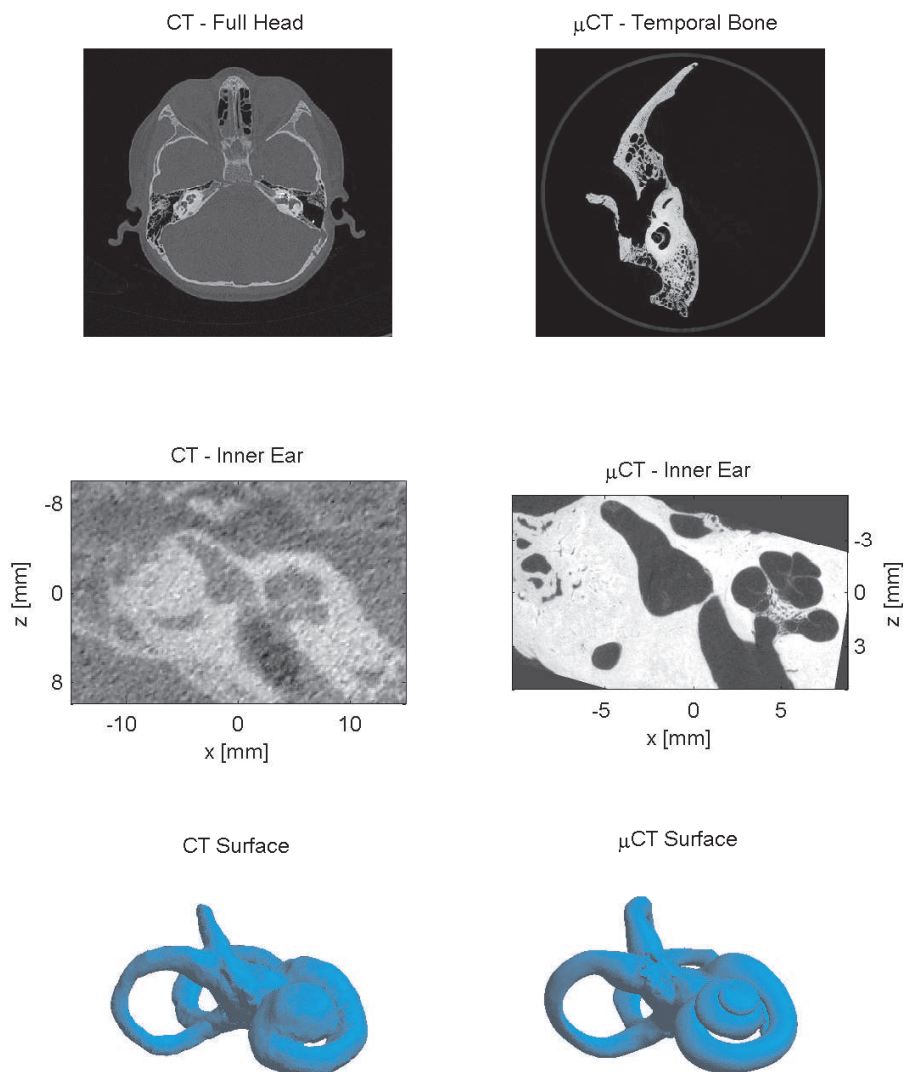 CT - Full Head
μCT - Temporal Bone
CT - Inner Ear
-8
0
8
z [mm]
-10 0 10
x [mm]
μCT - Inner Ear
-3
0
3
z [mm]
-5 0 5
x [mm]
CT Surface
μCT Surface